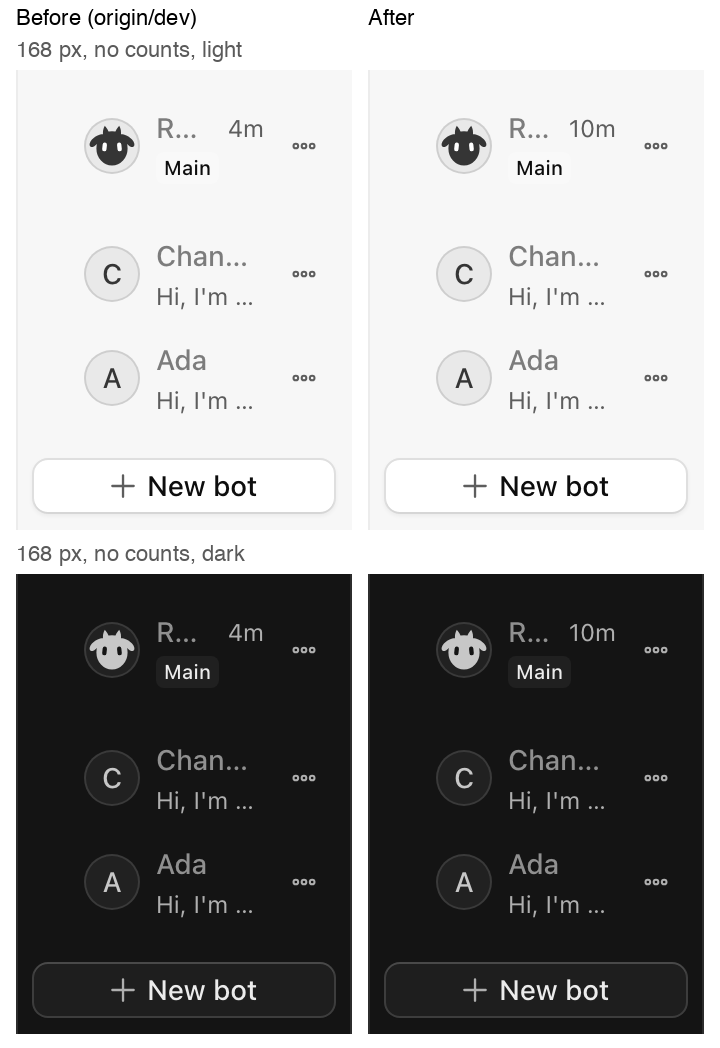 Before (origin/dev)
After
168 px, no counts, light
R... 4m
Main
C
Chan...
Hi, I'm ...
A
Ada
Hi, I'm ...
+ New bot
R... 10m
Main
C
Chan...
Hi, I'm ...
A
Ada
Hi, I'm ...
+ New bot
168 px, no counts, dark
R... 4m
Main
C
Chan...
Hi, I'm ...
A
Ada
Hi, I'm ...
+ New bot
R... 10m
Main
C
Chan...
Hi, I'm ...
A
Ada
Hi, I'm ...
+ New bot